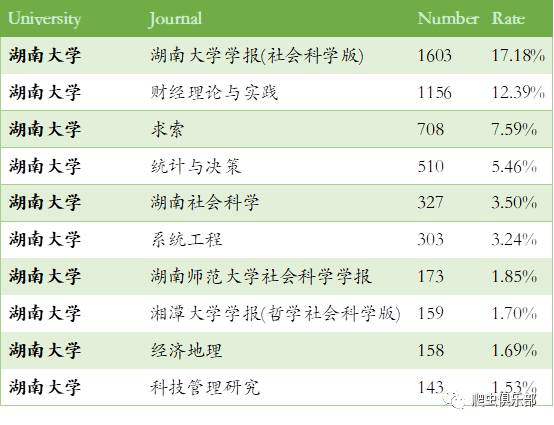 University Journal Number Rate
湖南大学 湖南大学学报(社会科学版) 1603 17.18%
湖南大学 财经理论与实践 1156 12.39%
湖南大学 求索 708 7.59%
湖南大学 统计与决策 510 5.46%
湖南大学 湖南社会科学 327 3.50%
湖南大学 系统工程 303 3.24%
湖南大学 湖南师范大学社会科学学报 173 1.85%
湖南大学 湘潭大学学报(哲学社会科学版) 159 1.70%
湖南大学 经济地理 158 1.69%
湖南大学 科技管理研究 143 1.53%
爬虫俱乐部